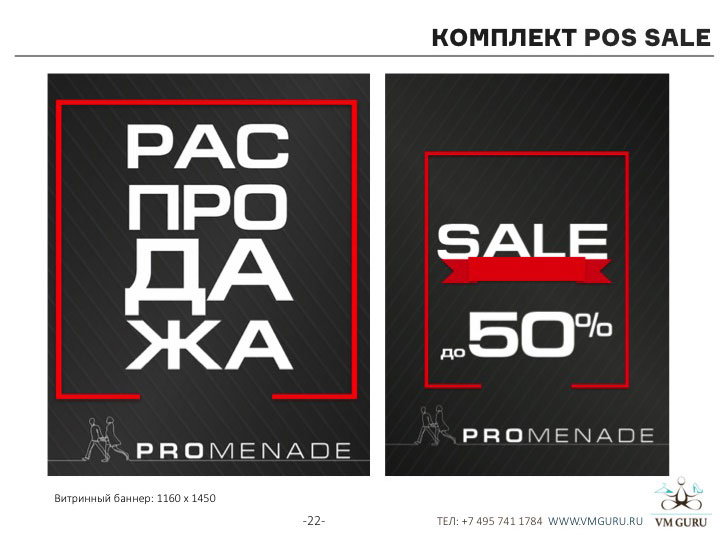 КОМПЛЕКТ POS SALE
РАС
ПРО
ДА
ЖА
PROMENADE
SALE
до 50%
PROMENADE
Витринный баннер: 1160 х 1450
-22-
ТЕЛ: +7 495 741 1784 WWW.VMGURU.RU
VM GURU